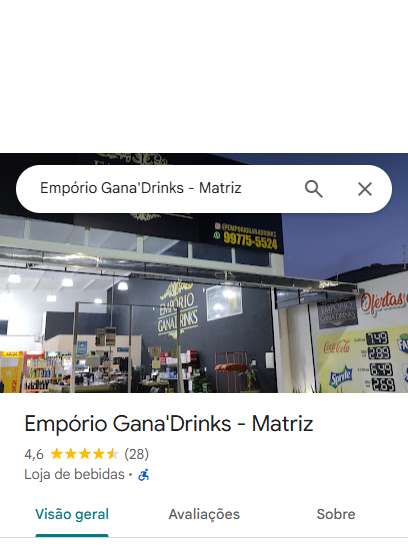 Empório Gana'Drinks - Matriz
@EMPORIOGANADRINKS
99775-5524
EMPÓRIO
GANA'DRINKS
Ofertas
GANA'DRINKS
Coca-Cola
Sprite
Empório Gana'Drinks - Matriz
4,6 (28)
Loja de bebidas ·
Visão geral Avaliações Sobre